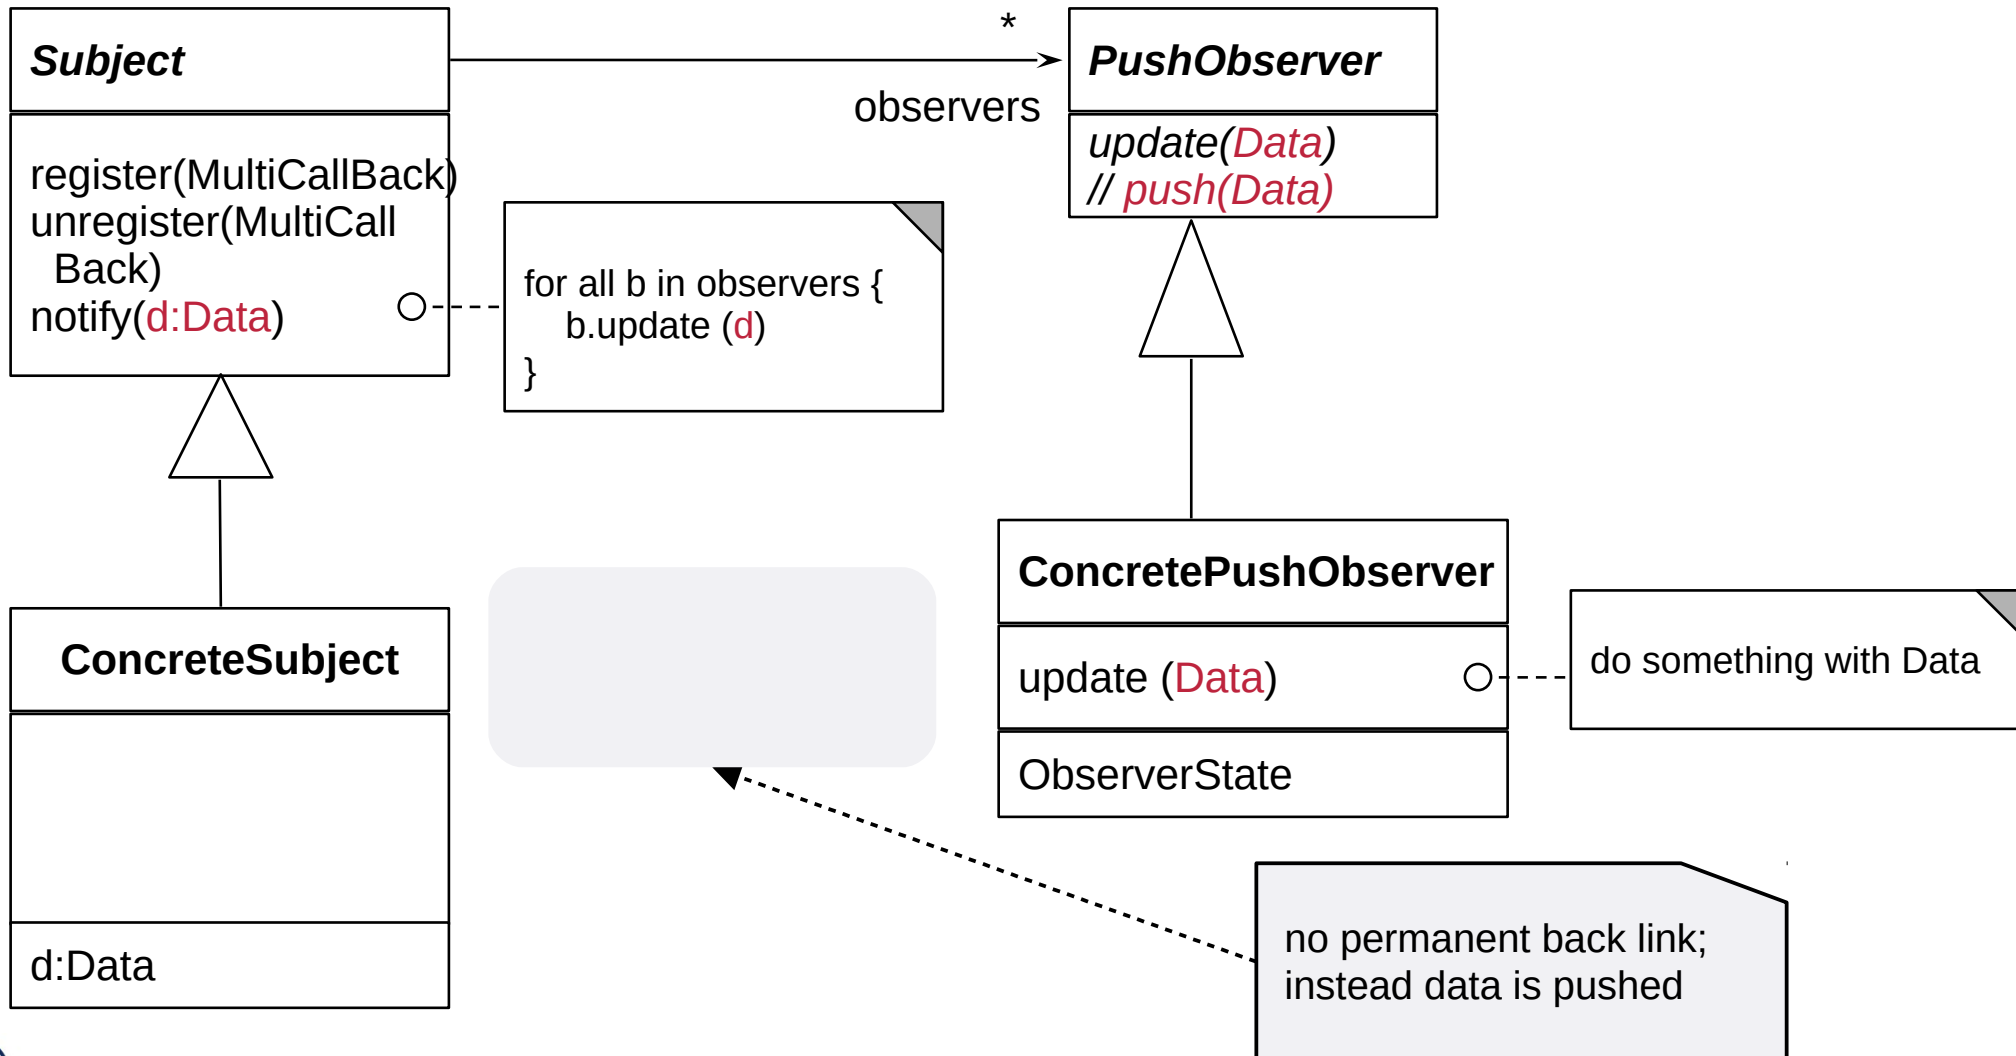 Subject
register(MultiCallBack)
unregister(MultiCall
Back)
notify(d:Data)
for all b in observers {
b.update (d)
}
*
observers
PushObserver
update(Data)
// push(Data)
ConcreteSubject
d:Data
ConcretePushObserver
update (Data)
ObserverState
do something with Data
no permanent back link;
instead data is pushed